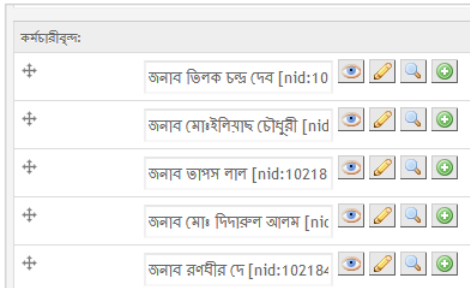 কর্মচারীবৃন্দ:
জনাব তিলক চন্দ্র দেব [nid:10
জনাব মোঃইলিয়াছ চৌধুরী [nid
জনাব তাপস লাল [nid:10218
জনাব মোঃ দিদারুল আলম [nid
জনাব রণধীর দে [nid:102184